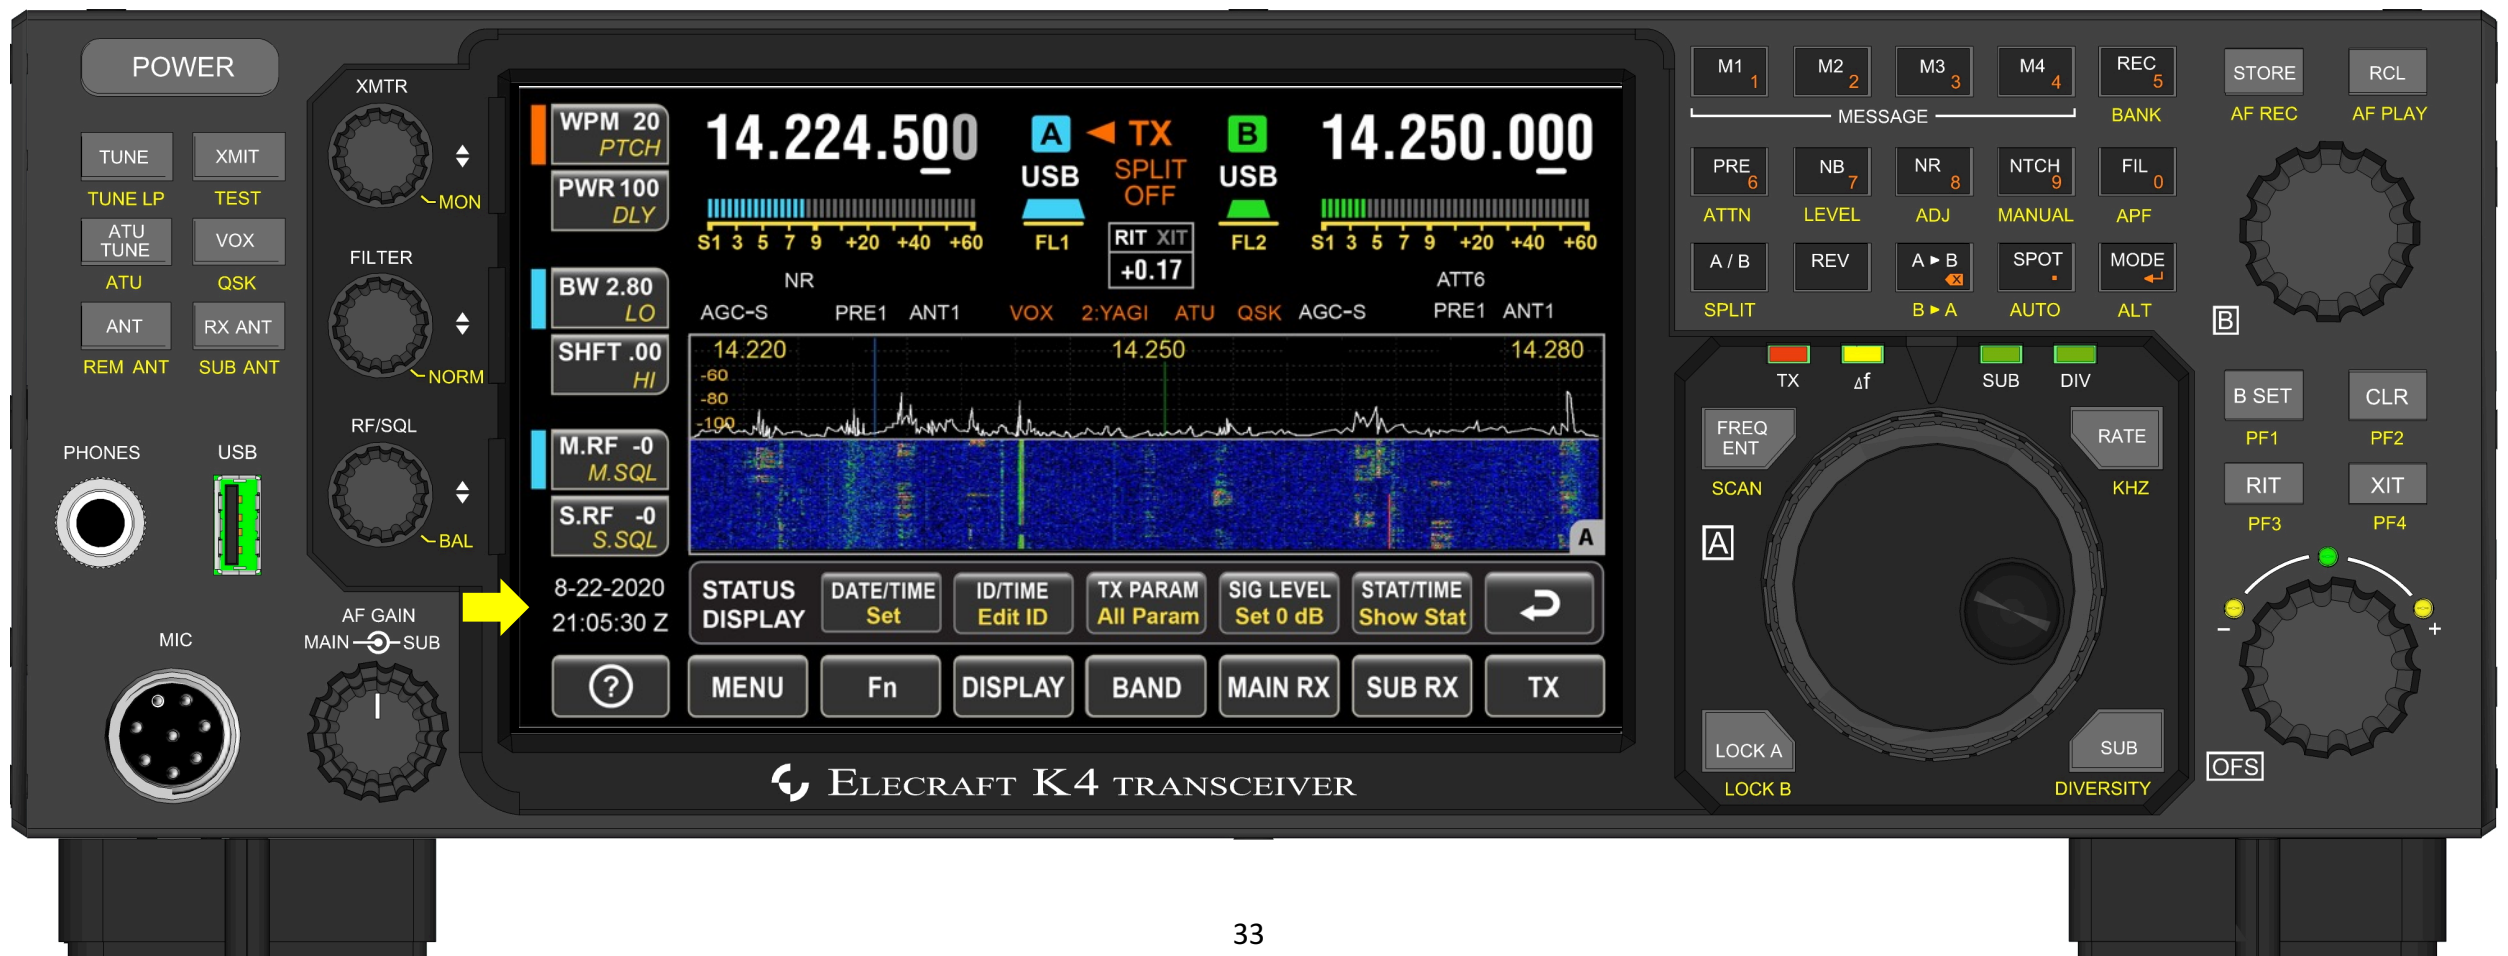 POWER
TUNE
XMIT
TUNE LP
TEST
ATU
TUNE
VOX
ATU
QSK
ANT
RX ANT
REM ANT
SUB ANT
PHONES
USB
MIC
XMTR
MON
FILTER
NORM
RF/SQL
BAL
AF GAIN
MAIN SUB
WPM 20
PTCH
PWR 100
DLY
BW 2.80
LO
SHFT .00
HI
M.RF -0
M.SQL
S.RF -0
S.SQL
8-22-2020
21:05:30 Z
14.224.500
A ◄ TX B
14.250.000
USB
SPLIT
OFF
USB
S1 3 5 7 9 +20 +40 +60
FL1
RIT XIT
+0.17
FL2
S1 3 5 7 9 +20 +40 +60
NR
ATT6
AGC-S PRE1 ANT1 VOX 2:YAGI ATU QSK AGC-S PRE1 ANT1
14.220 14.250 14.280
-60
-80
-100
A
STATUS
DISPLAY
DATE/TIME
Set
ID/TIME
Edit ID
TX PARAM
All Param
SIG LEVEL
Set 0 dB
STAT/TIME
Show Stat
? MENU Fn DISPLAY BAND MAIN RX SUB RX TX
ELECRAFT K4 TRANSCEIVER
M1 1 M2 2 M3 3 M4 4 REC 5
MESSAGE BANK
PRE 6 NB 7 NR 8 NTCH 9 FIL 0
ATTN LEVEL ADJ MANUAL APF
A / B REV A ► B SPOT . MODE
SPLIT B ► A AUTO ALT
STORE RCL
AF REC AF PLAY
B
TX Δf SUB DIV
FREQ
ENT
SCAN
RATE
KHZ
A
LOCK A
LOCK B
SUB
DIVERSITY
B SET CLR
PF1 PF2
RIT XIT
PF3 PF4
− +
OFS
33